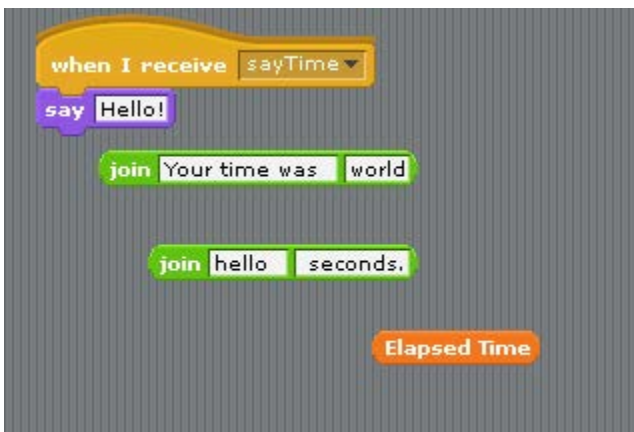 when I receive sayTime
say Hello!
join Your time was world
join hello seconds.
Elapsed Time